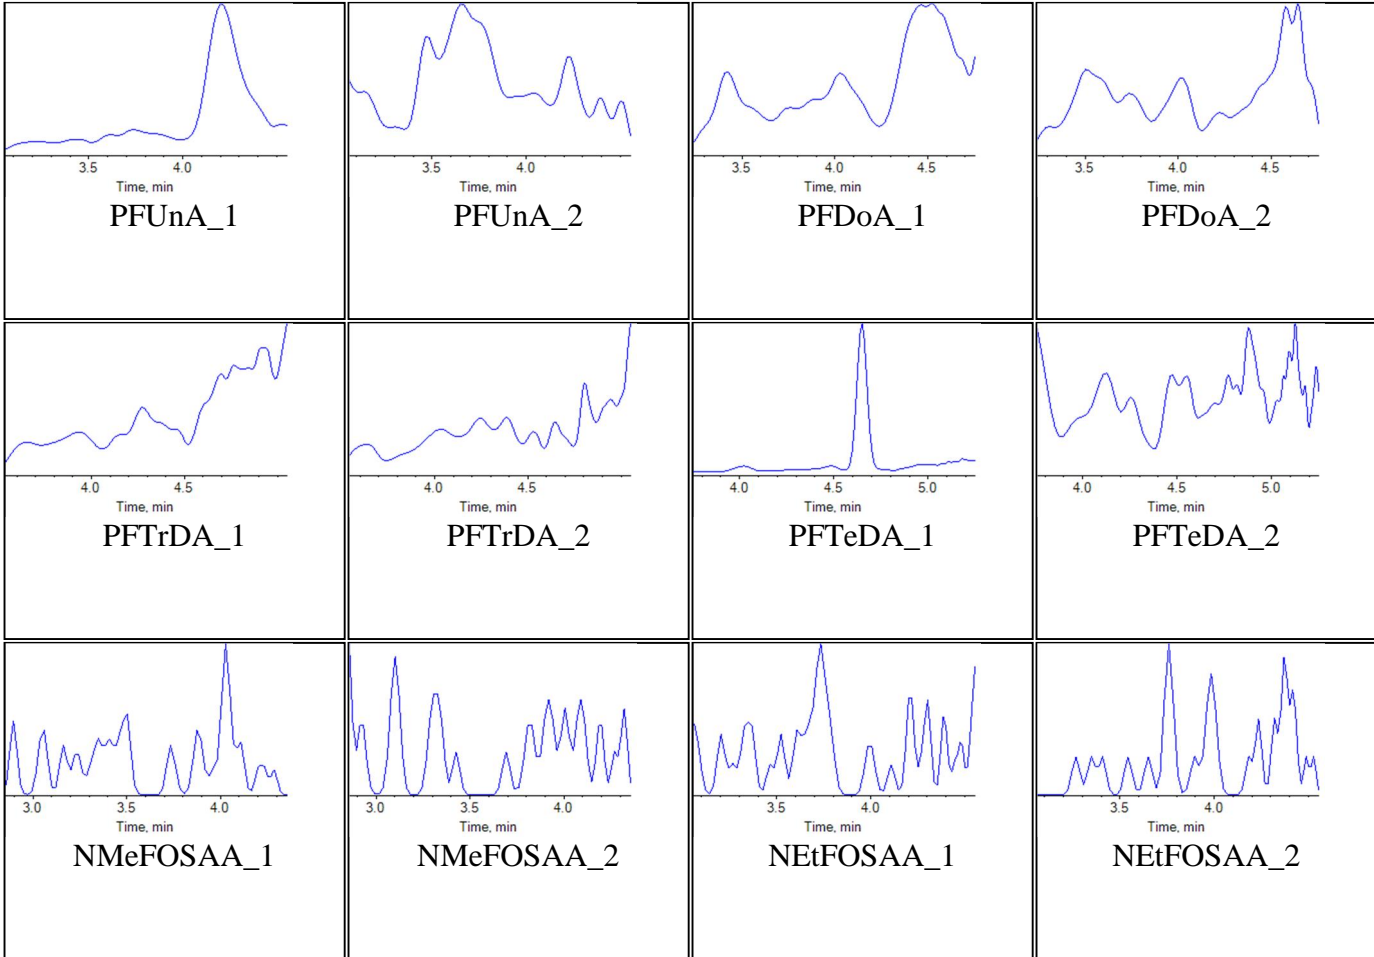 3.5 4.0
Time, min
PFUnA_1
3.5 4.0
Time, min
PFUnA_2
3.5 4.0 4.5
Time, min
PFDoA_1
3.5 4.0 4.5
Time, min
PFDoA_2
4.0 4.5
Time, min
PFTrDA_1
4.0 4.5
Time, min
PFTrDA_2
4.0 4.5 5.0
Time, min
PFTeDA_1
4.0 4.5 5.0
Time, min
PFTeDA_2
3.0 3.5 4.0
Time, min
NMeFOSAA_1
3.0 3.5 4.0
Time, min
NMeFOSAA_2
3.5 4.0
Time, min
NEtFOSAA_1
3.5 4.0
Time, min
NEtFOSAA_2